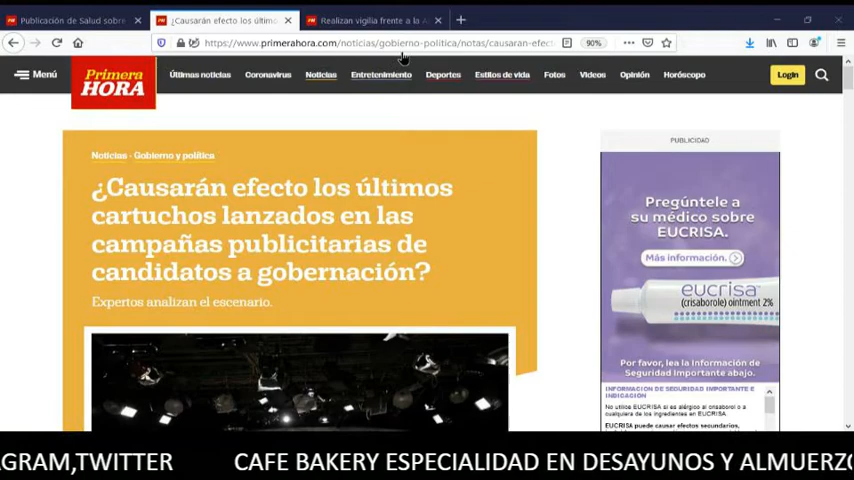 Publicación de Salud sobre
¿Causarán efecto los último
Realizan vigilia frente a la A
https://www.primerahora.com/noticias/gobierno-politica/notas/causaran-efect
90%
Menú
Primera
HORA
Últimas noticias
Coronavirus
Noticias
Entretenimiento
Deportes
Estilos de vida
Fotos
Videos
Opinión
Horóscopo
Login
Noticias - Gobierno y política
¿Causarán efecto los últimos
cartuchos lanzados en las
campañas publicitarias de
candidatos a gobernación?
Expertos analizan el escenario.
PUBLICIDAD
Pregúntele a
su médico sobre
EUCRISA.
Más información.
eucrisa
(crisaborole) ointment 2%
Por favor, lea la Información de
Seguridad Importante abajo.
INFORMACION DE SEGURIDAD IMPORTANTE E
INDICACIÓN
No utilice EUCRISA si es alérgico al crisaborol o a
cualquiera de los ingredientes en EUCRISA
EUCRISA puede causar efectos secundarios,
AGRAM,TWITTER CAFE BAKERY ESPECIALIDAD EN DESAYUNOS Y ALMUERZO